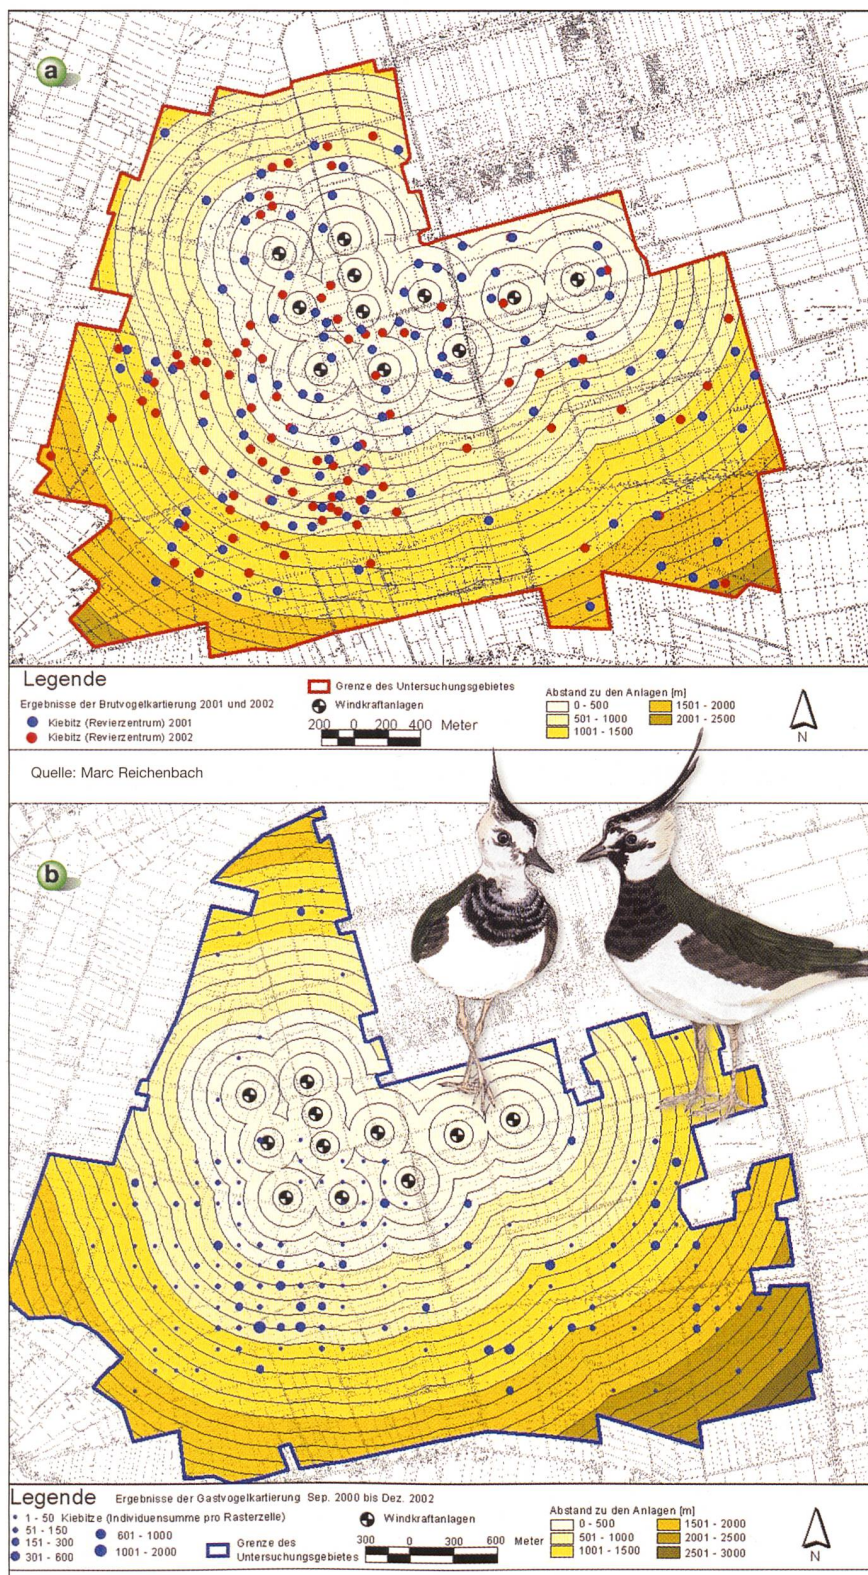 a
Legende
Ergebnisse der Brutvogelkartierung 2001 und 2002
Kiebitz (Revierzentrum) 2001
Kiebitz (Revierzentrum) 2002
Grenze des Untersuchungsgebietes
Windkraftanlagen
200 0 200 400 Meter
Abstand zu den Anlagen [m]
0 - 500
501 - 1000
1001 - 1500
1501 - 2000
2001 - 2500
N
Quelle: Marc Reichenbach
b
Legende Ergebnisse der Gastvogelkartierung Sep. 2000 bis Dez. 2002
1 - 50 Kiebitze (Individuensumme pro Rasterzelle)
51 - 150
151 - 300
301 - 600
601 - 1000
1001 - 2000
Grenze des
Untersuchungsgebietes
Windkraftanlagen
300 0 300 600 Meter
Abstand zu den Anlagen [m]
0 - 500
501 - 1000
1001 - 1500
1501 - 2000
2001 - 2500
2501 - 3000
N